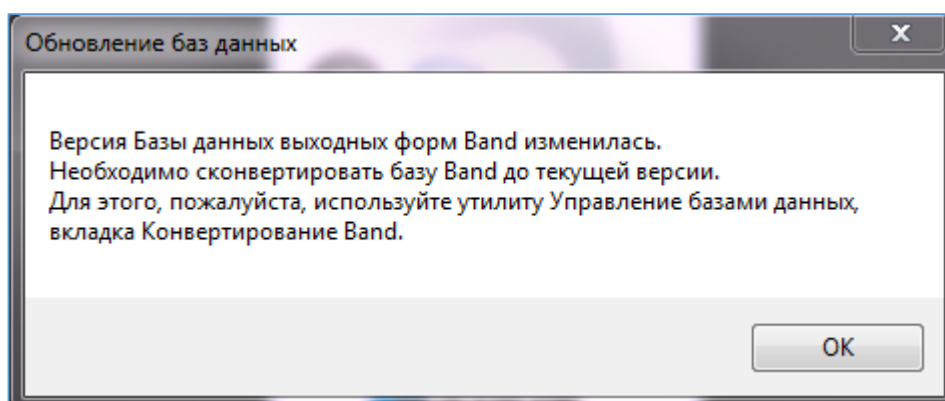 Обновление баз данных
Версия Базы данных выходных форм Band изменилась.
Необходимо сконвертировать базу Band до текущей версии.
Для этого, пожалуйста, используйте утилиту Управление базами данных,
вкладка Конвертирование Band.
OK